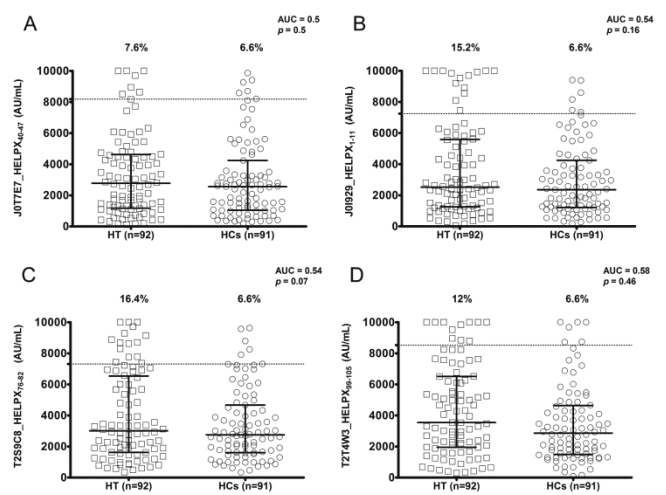 A
AUC = 0.5
p = 0.5
7.6%
6.6%
J0T7E7_HELPX40-47 (AU/mL)
10000
8000
6000
4000
2000
0
HT (n=92)
HCs (n=91)
B
AUC = 0.54
p = 0.16
15.2%
6.6%
J0I929_HELPX1-11 (AU/mL)
10000
8000
6000
4000
2000
0
HT (n=92)
HCs (n=91)
C
AUC = 0.54
p = 0.07
16.4%
6.6%
T2S9C8_HELPX76-82 (AU/mL)
10000
8000
6000
4000
2000
0
HT (n=92)
HCs (n=91)
D
AUC = 0.58
p = 0.46
12%
6.6%
T2T4W3_HELPX99-105 (AU/mL)
10000
8000
6000
4000
2000
0
HT (n=92)
HCs (n=91)